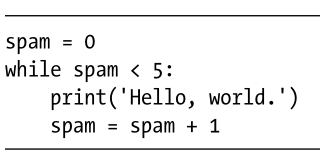 spam = 0
while spam < 5:
    print('Hello, world.')
    spam = spam + 1